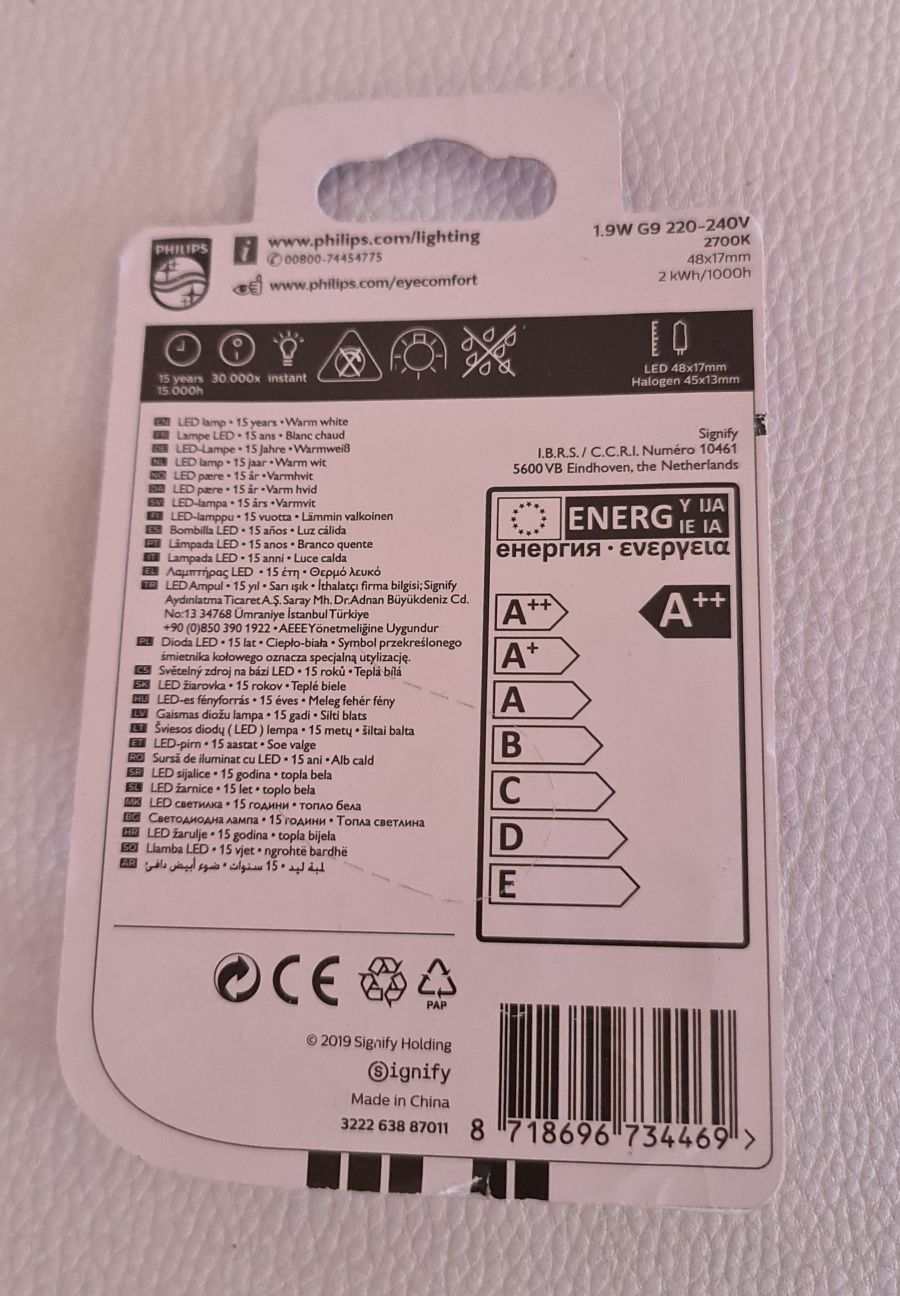 PHILIPS
www.philips.com/lighting
00800-74454775
www.philips.com/eyecomfort
1.9W G9 220-240V
2700K
48x17mm
2 kWh/1000h
15 years
15.000h
30.000x
instant
LED 48x17mm
Halogen 45x13mm
EN LED lamp • 15 years • Warm white
FR Lampe LED • 15 ans • Blanc chaud
DE LED-Lampe • 15 Jahre • Warmweiß
NL LED lamp • 15 jaar • Warm wit
NO LED pære • 15 år • Varmhvit
DA LED pære • 15 år • Varm hvid
SV LED-lampa • 15 års • Varmvit
FI LED-lamppu • 15 vuotta • Lämmin valkoinen
ES Bombilla LED • 15 años • Luz cálida
PT Lâmpada LED • 15 anos • Branco quente
IT Lampada LED • 15 anni • Luce calda
EL Λαμπτήρας LED • 15 έτη • Θερμό λευκό
TR LED Ampul • 15 yıl • Sarı ışık • İthalatçı firma bilgisi; Signify
Aydınlatma Ticaret A.Ş. Saray Mh. Dr.Adnan Büyükdeniz Cd.
No:13 34768 Ümraniye İstanbul Türkiye
+90 (0)850 390 1922 • AEEE Yönetmeliğine Uygundur
PL Dioda LED • 15 lat • Ciepło-biała • Symbol przekreślonego
śmietnika kołowego oznacza specjalną utylizację.
CS Světelný zdroj na bázi LED • 15 roků • Teplá bílá
SK LED žiarovka • 15 rokov • Teplé biele
HU LED-es fényforrás • 15 éves • Meleg fehér fény
LV Gaismas diožu lampa • 15 gadi • Silti blats
LT Šviesos diodų ( LED ) lempa • 15 metų • šiltai balta
ET LED-pirn • 15 aastat • Soe valge
RO Sursă de iluminat cu LED • 15 ani • Alb cald
SR LED sijalice • 15 godina • topla bela
SL LED žarnice • 15 let • toplo bela
MK LED светилка • 15 години • топло бела
BG Светодиодна лампа • 15 години • Топла светлина
HR LED žarulje • 15 godina • topla bijela
SO Llamba LED • 15 vjet • ngrohtë bardhë
AR لمبة ليد • 15 سنوات • ضوء أبيض دافئ
Signify
I.B.R.S. / C.C.R.I. Numéro 10461
5600 VB Eindhoven, the Netherlands
ENERG Y IJA
IE IA
енергия · ενεργεια
A++
A++
A+
A
B
C
D
E
CE
PAP
© 2019 Signify Holding
Signify
Made in China
3222 638 87011
8 718696 734469 >